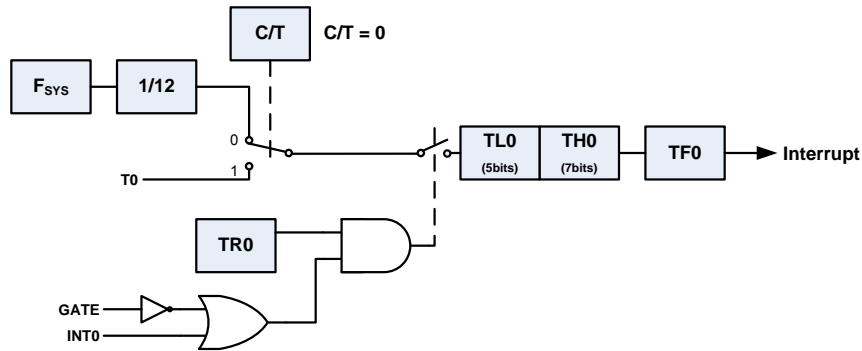 C/T
C/T = 0
FSYS
1/12
0
1
T0
TL0
(5bits)
TH0
(7bits)
TF0
Interrupt
TR0
GATE
INT0